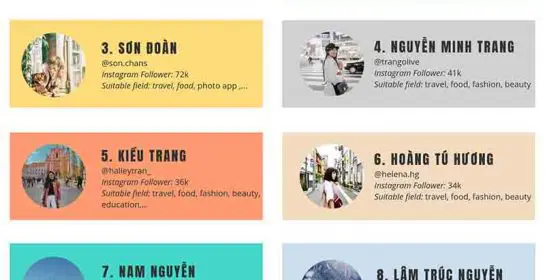 3. SƠN ĐOÀN
@son.chans
Instagram Follower: 72k
Suitable field: travel, food, photo app ,...
4. NGUYỄN MINH TRANG
@trangolive
Instagram Follower: 41k
Suitable field: travel, food, fashion, beauty
5. KIỀU TRANG
@halleytran_
Instagram Follower: 36k
Suitable field: travel, food, fashion, beauty,
education,...
6. HOÀNG TÚ HƯƠNG
@helena.hg
Instagram Follower: 34k
Suitable field: travel, food, fashion, beauty
7. NAM NGUYỄN
8. LÂM TRÚC NGUYỄN